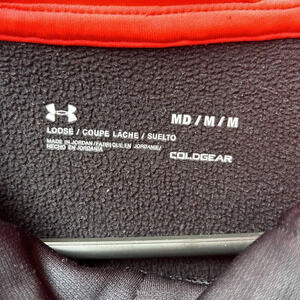 MD / M / M
LOOSE / COUPE LÂCHE / SUELTO
MADE IN JORDAN / FABRIQUÉ EN JORDANIE /
HECHO EN JORDANIA
COLDGEAR